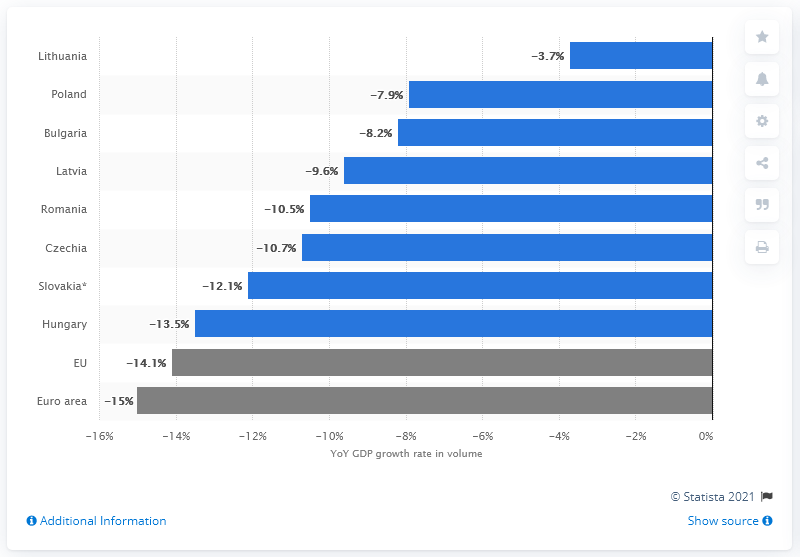 Lithuania −3.7%
Poland −7.9%
Bulgaria −8.2%
Latvia −9.6%
Romania −10.5%
Czechia −10.7%
Slovakia* −12.1%
Hungary −13.5%
EU −14.1%
Euro area −15%
−16% −14% −12% −10% −8% −6% −4% −2% 0%
YoY GDP growth rate in volume
© Statista 2021
Additional Information
Show source